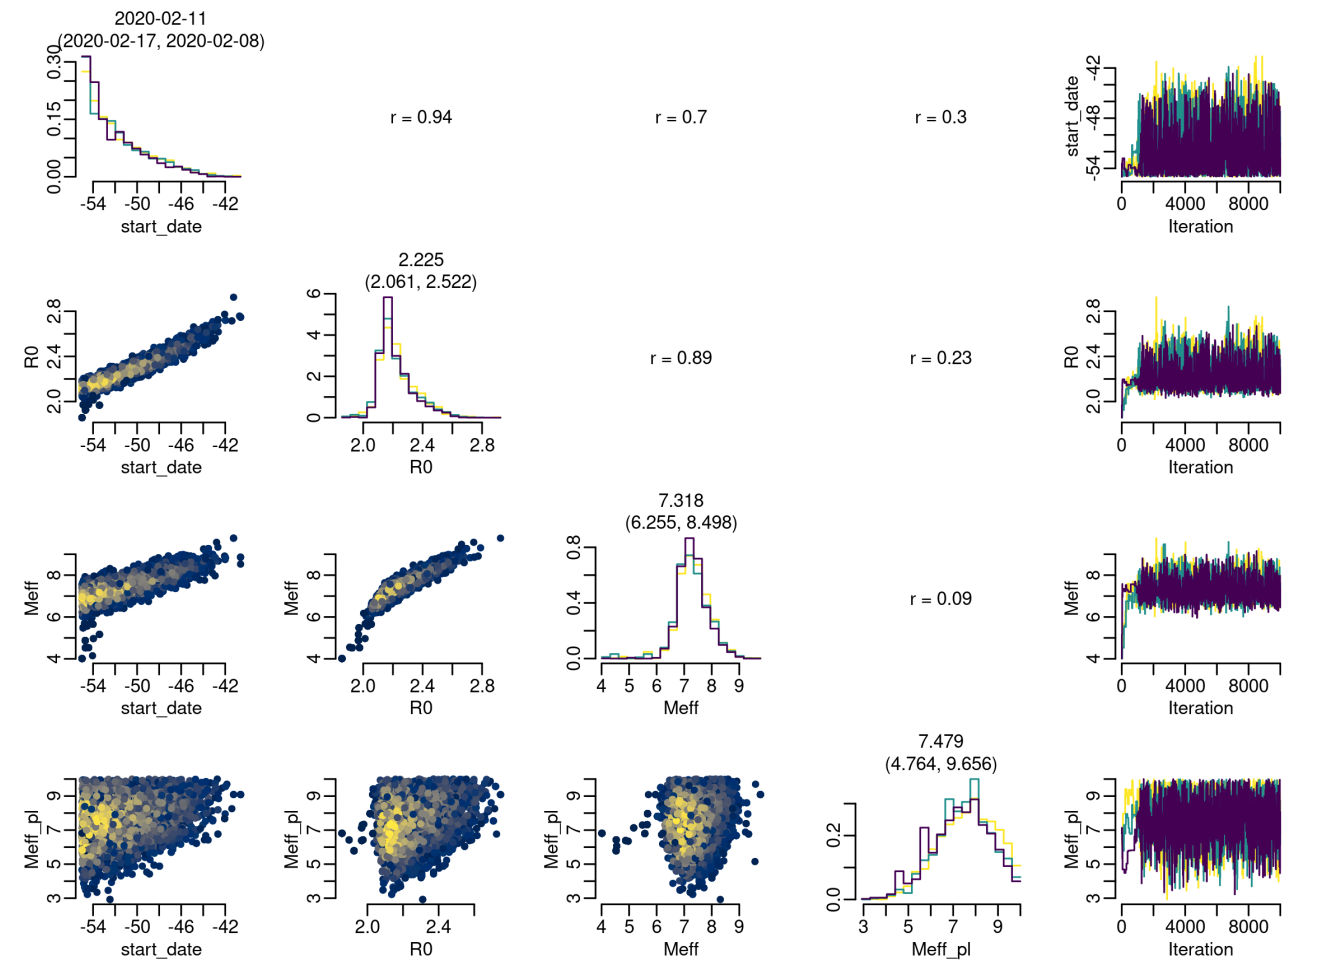 2020-02-11
(2020-02-17, 2020-02-08)
0.30
0.15
0.00
-54 -50 -46 -42
start_date
r = 0.94
r = 0.7
r = 0.3
start_date
-42
-48
-54
0 4000 8000
Iteration
R0
2.8
2.4
2.0
-54 -50 -46 -42
start_date
2.225
(2.061, 2.522)
6
4
2
0
2.0 2.4 2.8
R0
r = 0.89
r = 0.23
R0
2.8
2.4
2.0
0 4000 8000
Iteration
Meff
8
6
4
-54 -50 -46 -42
start_date
Meff
8
6
4
2.0 2.4 2.8
R0
7.318
(6.255, 8.498)
0.8
0.4
0.0
4 5 6 7 8 9
Meff
r = 0.09
Meff
8
6
4
0 4000 8000
Iteration
Meff_pl
9
7
5
3
-54 -50 -46 -42
start_date
Meff_pl
9
7
5
3
2.0 2.4
R0
Meff_pl
9
7
5
3
4 5 6 7 8 9
Meff
7.479
(4.764, 9.656)
0.2
0.0
3 5 7 9
Meff_pl
Meff_pl
9
7
5
3
0 4000 8000
Iteration